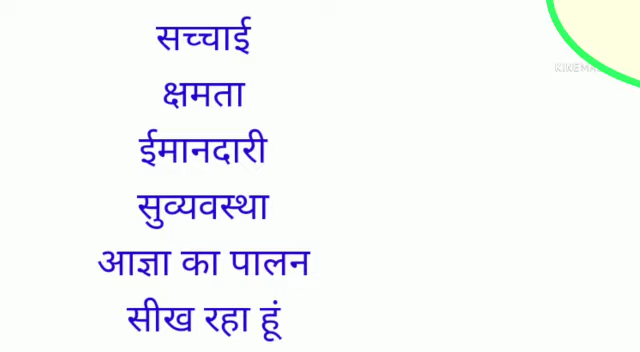 सच्चाई
क्षमता
ईमानदारी
सुव्यवस्था
आज्ञा का पालन
सीख रहा हूं